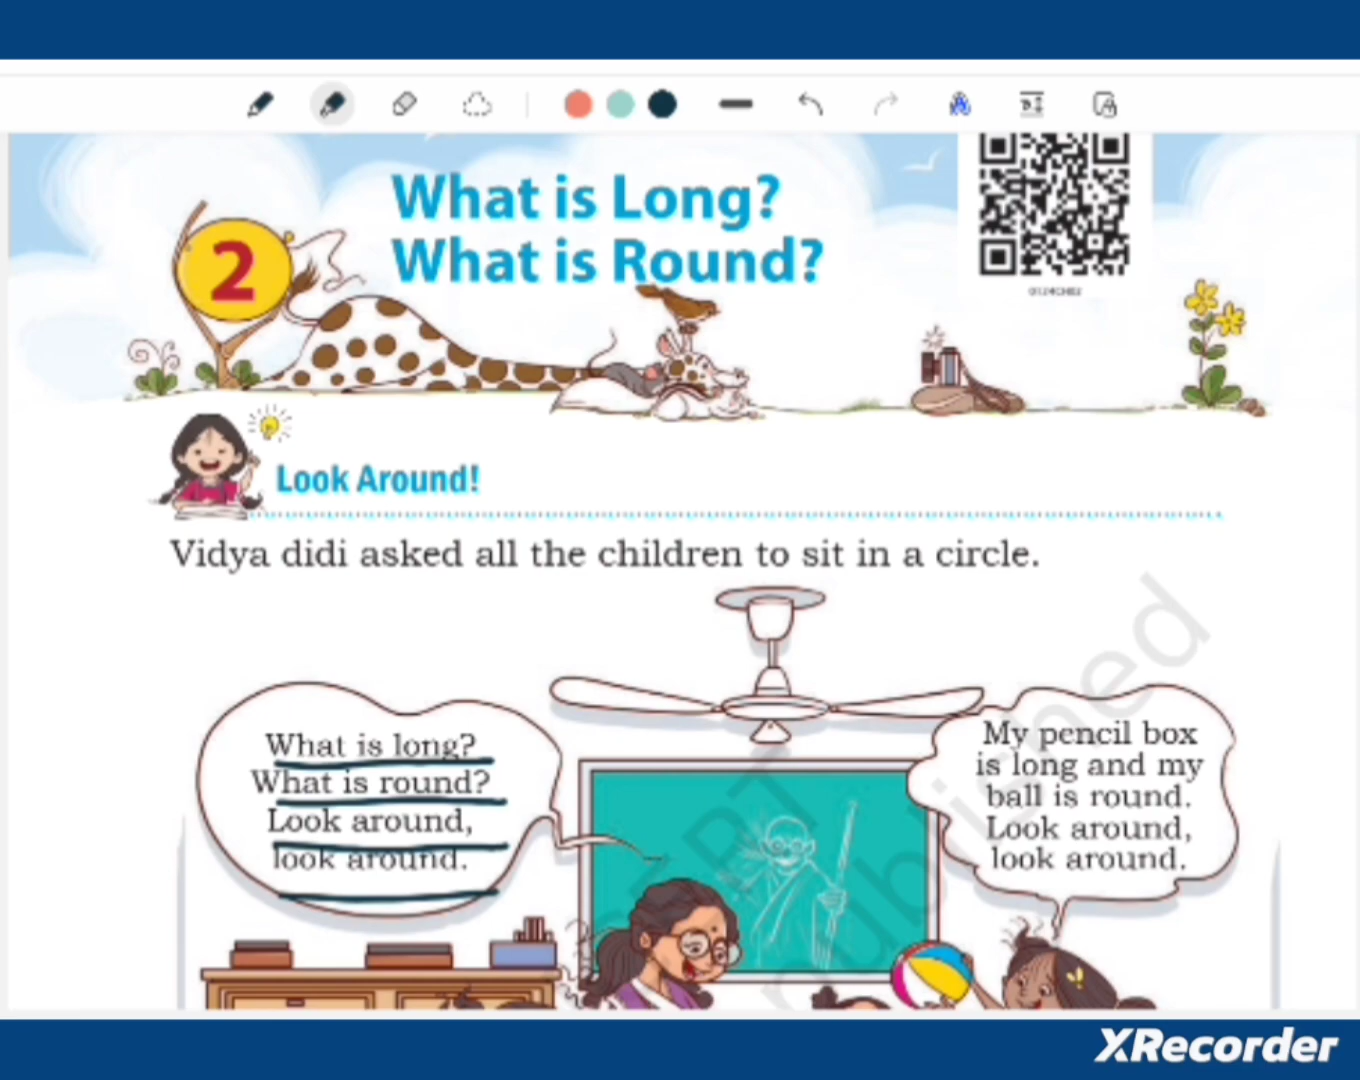 What is Long?
What is Round?
2
Look Around!
Vidya didi asked all the children to sit in a circle.
What is long?
What is round?
Look around,
look around.
My pencil box
is long and my
ball is round.
Look around,
look around.
XRecorder